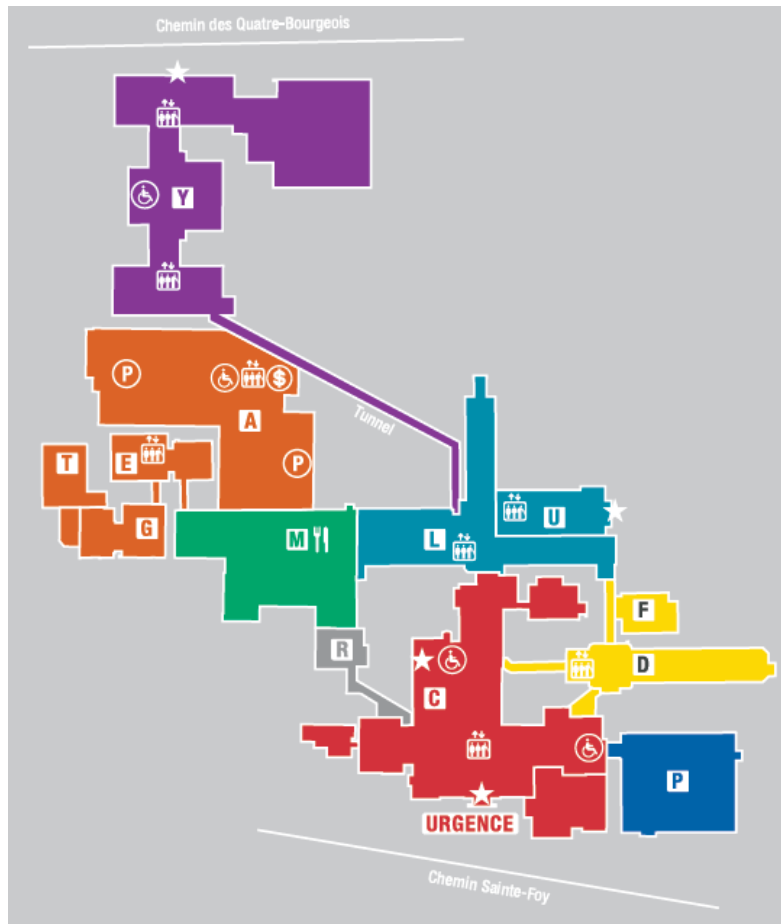 Chemin des Quatre-Bourgeois
Y
P
$
A
Tunnel
T
E
P
G
M
L
U
F
R
D
C
P
URGENCE
Chemin Sainte-Foy